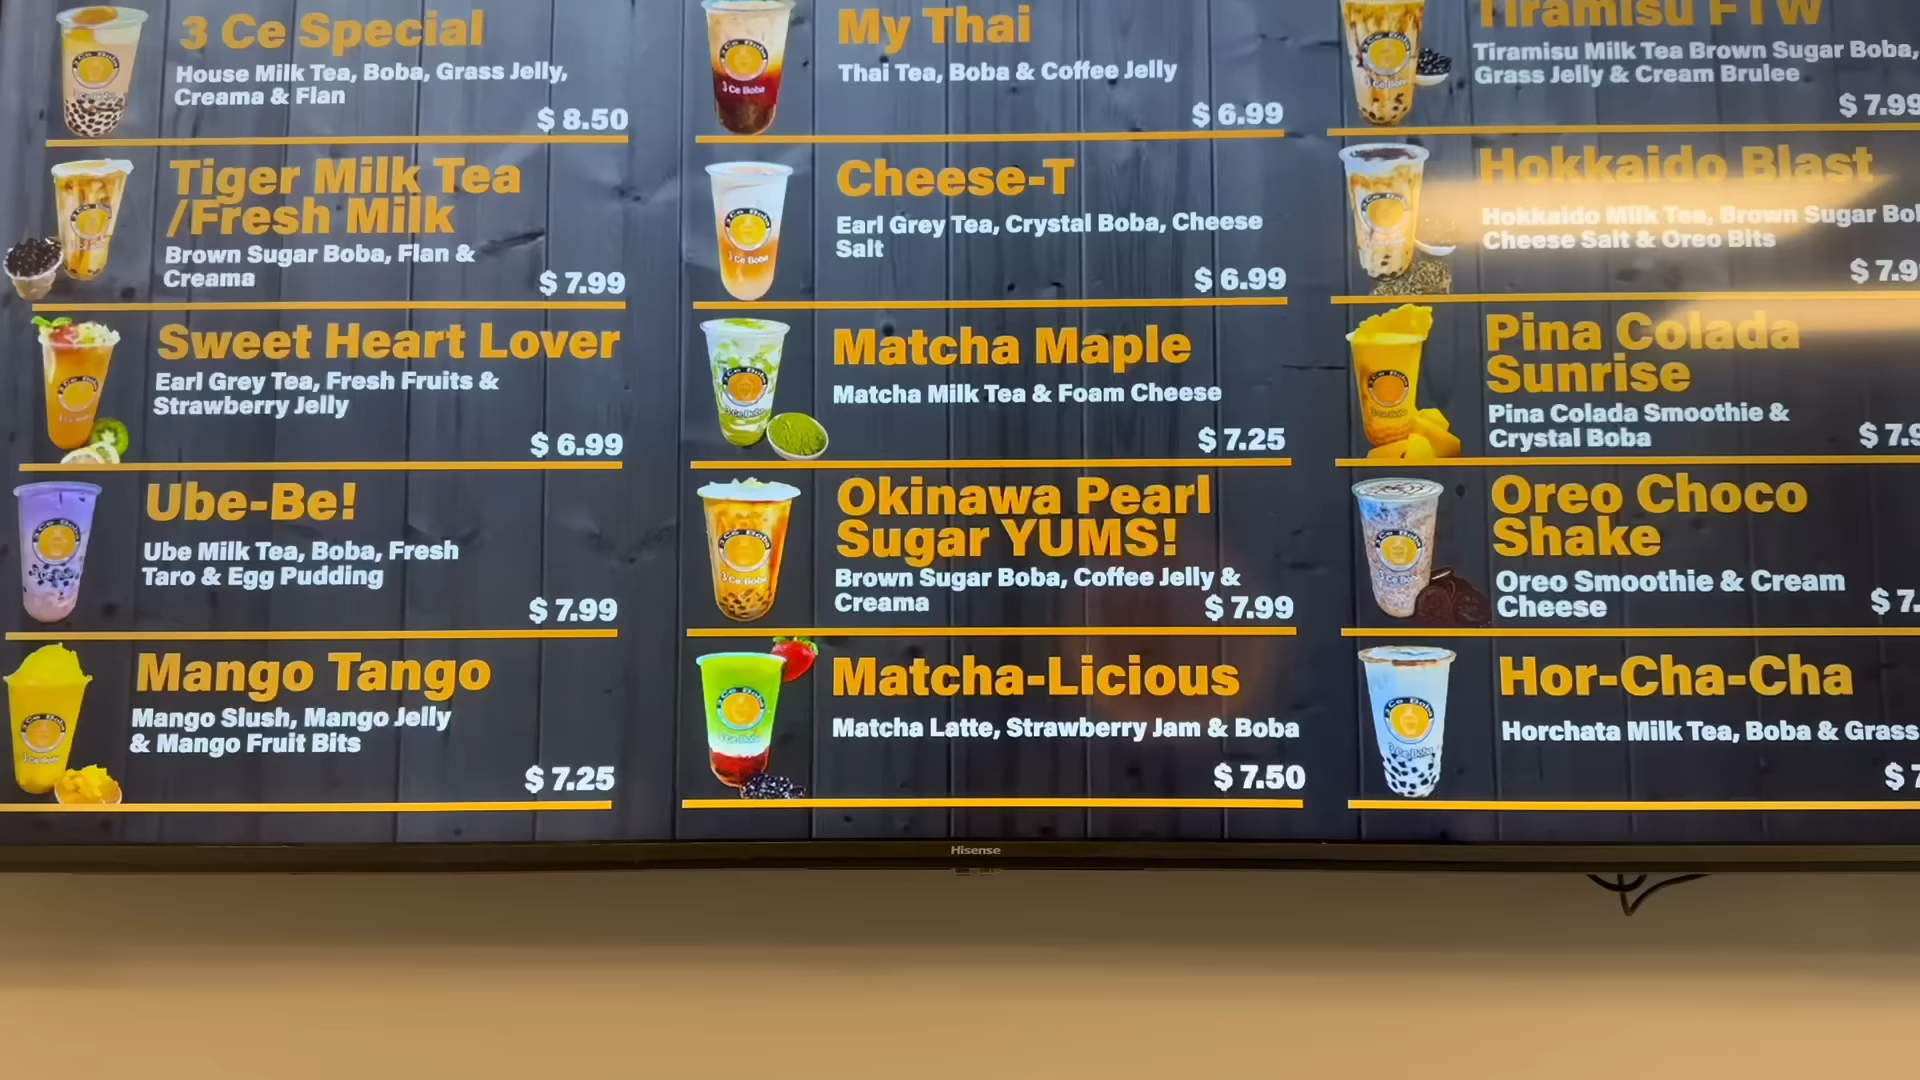 3 Ce Special
House Milk Tea, Boba, Grass Jelly,
Creama & Flan
$ 8.50
Tiger Milk Tea
/Fresh Milk
Brown Sugar Boba, Flan &
Creama
$ 7.99
Sweet Heart Lover
Earl Grey Tea, Fresh Fruits &
Strawberry Jelly
$ 6.99
Ube-Be!
Ube Milk Tea, Boba, Fresh
Taro & Egg Pudding
$ 7.99
Mango Tango
Mango Slush, Mango Jelly
& Mango Fruit Bits
$ 7.25
My Thai
Thai Tea, Boba & Coffee Jelly
$ 6.99
Cheese-T
Earl Grey Tea, Crystal Boba, Cheese
Salt
$ 6.99
Matcha Maple
Matcha Milk Tea & Foam Cheese
$ 7.25
Okinawa Pearl
Sugar YUMS!
Brown Sugar Boba, Coffee Jelly &
Creama
$ 7.99
Matcha-Licious
Matcha Latte, Strawberry Jam & Boba
$ 7.50
Tiramisu FTW
Tiramisu Milk Tea Brown Sugar Boba,
Grass Jelly & Cream Brulee
$ 7.99
Hokkaido Blast
Hokkaido Milk Tea, Brown Sugar
Cheese Salt & Oreo Bits
$ 7.9
Pina Colada
Sunrise
Pina Colada Smoothie &
Crystal Boba
$ 7.9
Oreo Choco
Shake
Oreo Smoothie & Cream
Cheese
$ 7.
Hor-Cha-Cha
Horchata Milk Tea, Boba & Grass
$ 7
Hisense